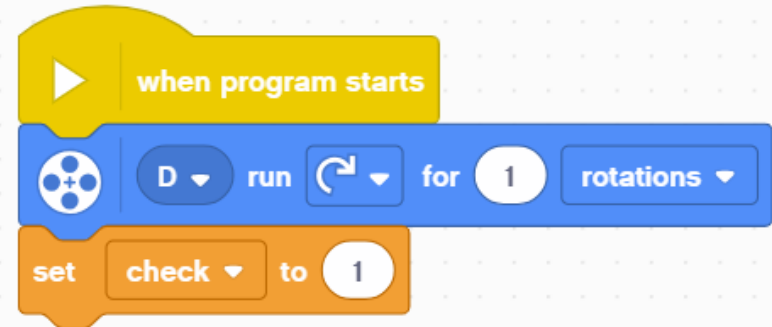 when program starts
D run for 1 rotations
set check to 1